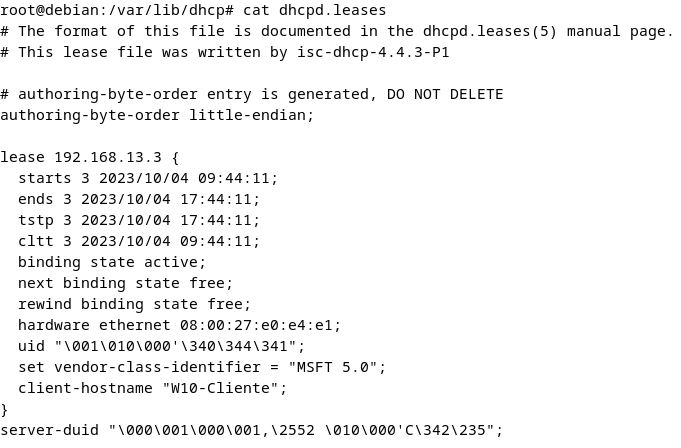 root@debian:/var/lib/dhcp# cat dhcpd.leases
# The format of this file is documented in the dhcpd.leases(5) manual page.
# This lease file was written by isc-dhcp-4.4.3-P1

# authoring-byte-order entry is generated, DO NOT DELETE
authoring-byte-order little-endian;

lease 192.168.13.3 {
  starts 3 2023/10/04 09:44:11;
  ends 3 2023/10/04 17:44:11;
  tstp 3 2023/10/04 17:44:11;
  cltt 3 2023/10/04 09:44:11;
  binding state active;
  next binding state free;
  rewind binding state free;
  hardware ethernet 08:00:27:e0:e4:e1;
  uid "\001\010\000'\340\344\341";
  set vendor-class-identifier = "MSFT 5.0";
  client-hostname "W10-Cliente";
}
server-duid "\000\001\000\001,\2552 \010\000'C\342\235";